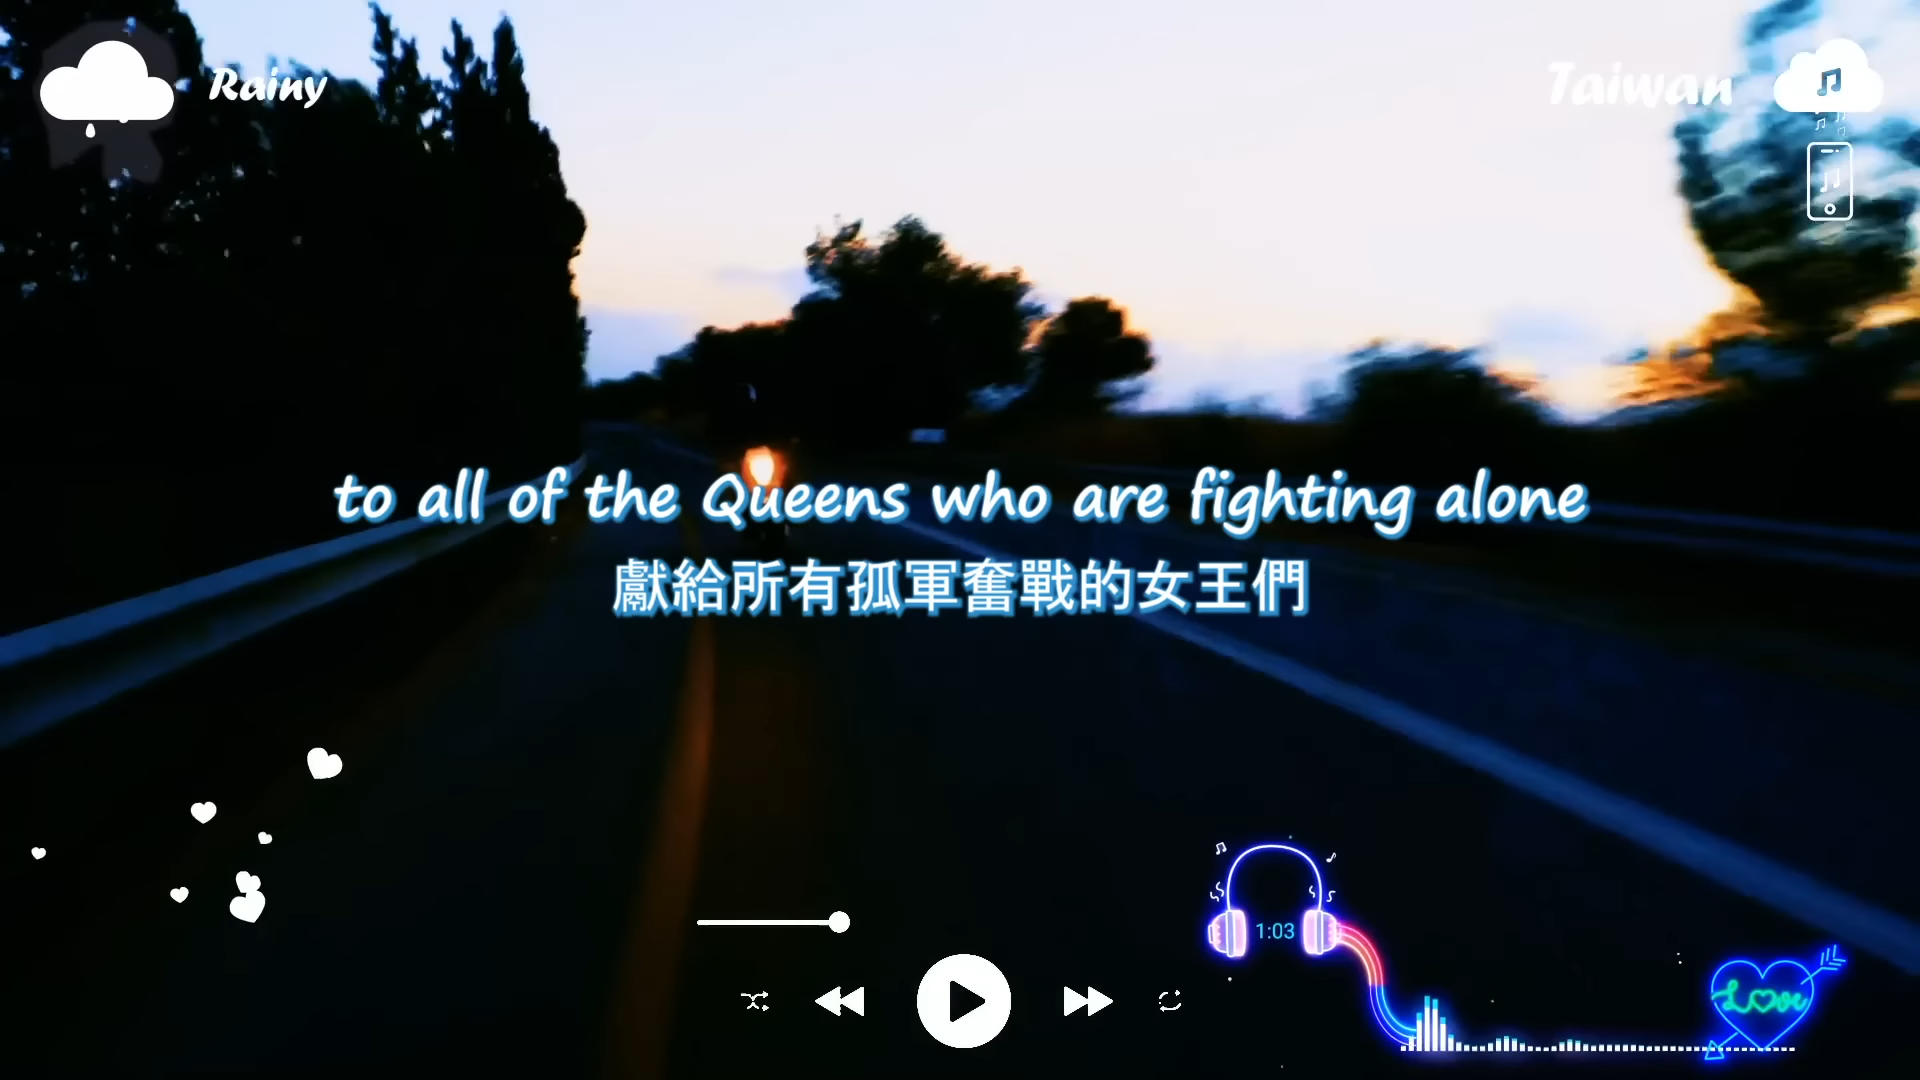 Rainy
Taiwan
to all of the Queens who are fighting alone
獻給所有孤軍奮戰的女王們
1:03
Love